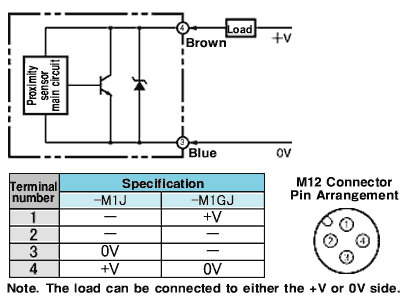 4
Brown
Load
+V
Proximity
sensor
main circuit
3
Blue
0V
Terminal
number
Specification
-M1J
-M1GJ
1 — +V
2 — —
3 0V —
4 +V 0V
M12 Connector
Pin Arrangement
1
2 4
3
Note. The load can be connected to either the +V or 0V side.